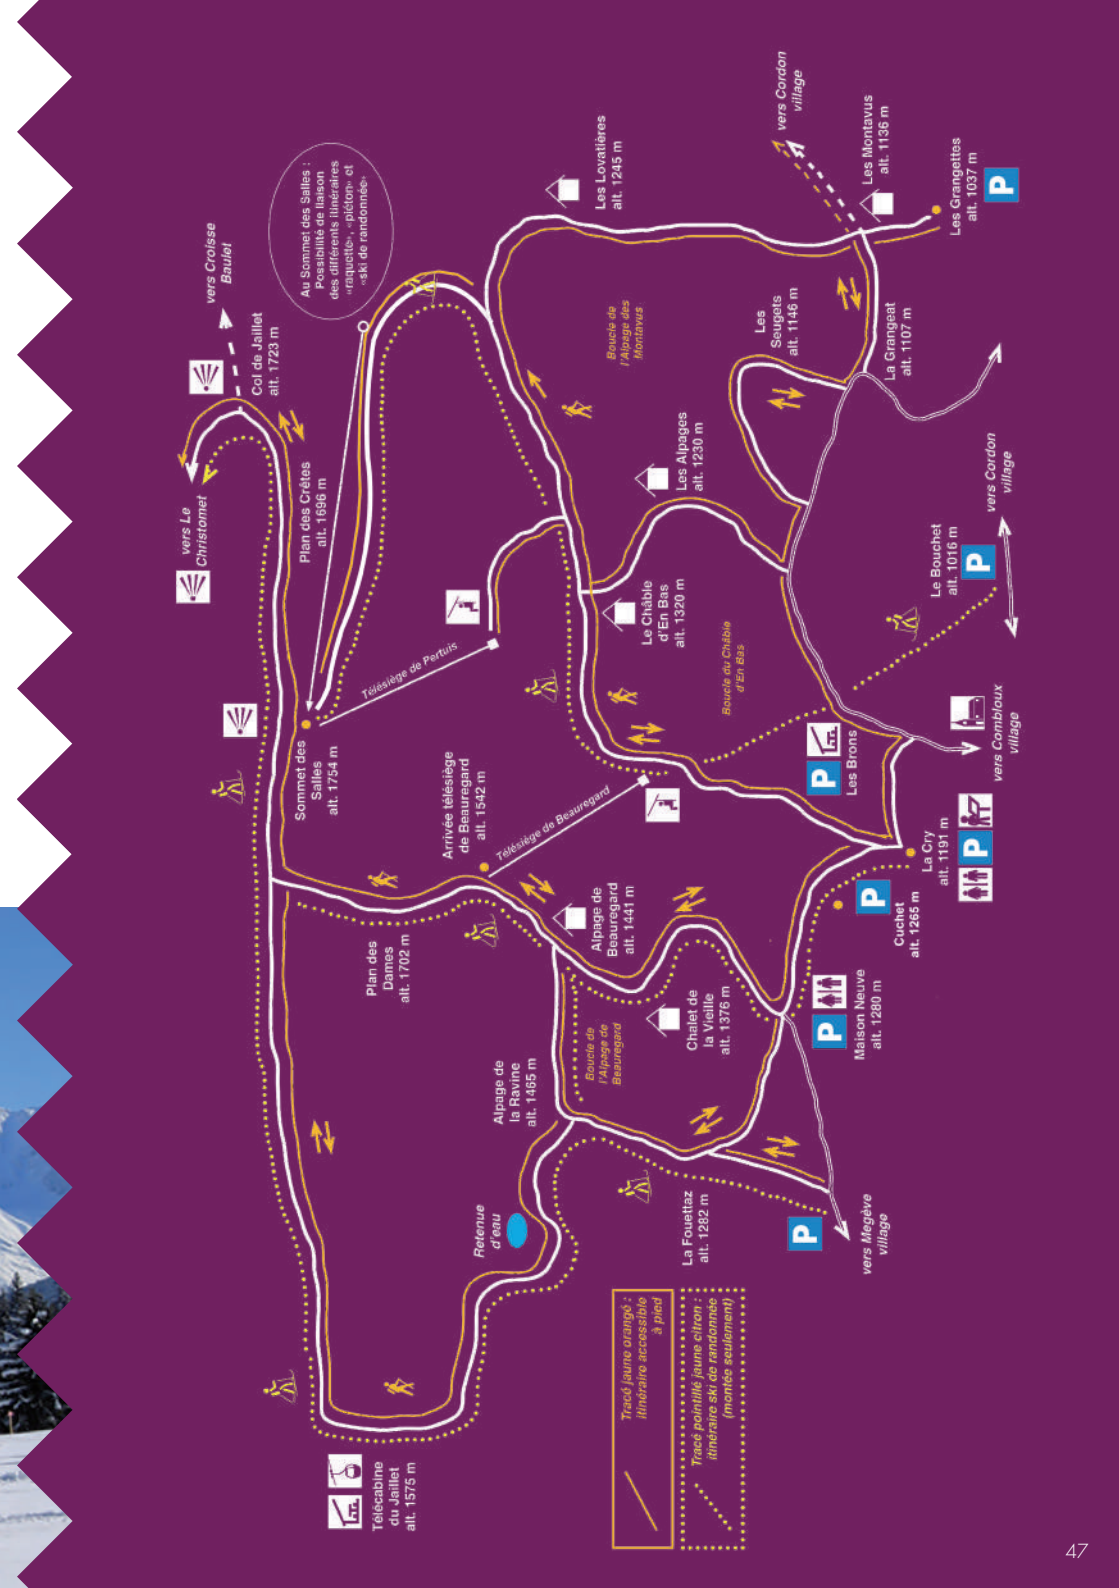 Télécabine
du Jaillet
alt. 1575 m
vers Le
Christomet
vers Croisse
Baulet
Col de Jaillet
alt. 1723 m
Au Sommet des Salles :
Possibilité de liaison
des différents itinéraires
«raquette», «piéton» et
«ski de randonnée»
Plan des Crêtes
alt. 1696 m
Sommet des
Salles
alt. 1754 m
Plan des
Dames
alt. 1702 m
Télésiège de Pertuis
Arrivée télésiège
de Beauregard
alt. 1542 m
Télésiège de Beauregard
Retenue
d'eau
Alpage de
la Ravine
alt. 1465 m
Boucle de
l'Alpage de
Beauregard
Alpage de
Beauregard
alt. 1441 m
Les Lovatières
alt. 1245 m
Boucle de
l'Alpage des
Montavus
Le Châble
d'En Bas
alt. 1320 m
Les Alpages
alt. 1230 m
Chalet de
la Vieille
alt. 1376 m
La Fouettaz
alt. 1282 m
Boucle du Châble
d'En Bas
Les
Seugets
alt. 1146 m
vers Cordon
village
Les Montavus
alt. 1136 m
P
Les Brons
P
vers Megève
village
P
Maison Neuve
alt. 1280 m
P
Cuchet
alt. 1265 m
La Grangeat
alt. 1107 m
Les Grangettes
alt. 1037 m
P
Le Bouchet
alt. 1016 m
P
vers Cordon
village
La Cry
alt. 1191 m
P
vers Combloux
village
Tracé jaune orangé :
itinéraire accessible
à pied
Tracé pointillé jaune citron :
itinéraire ski de randonnée
(montée seulement)
47